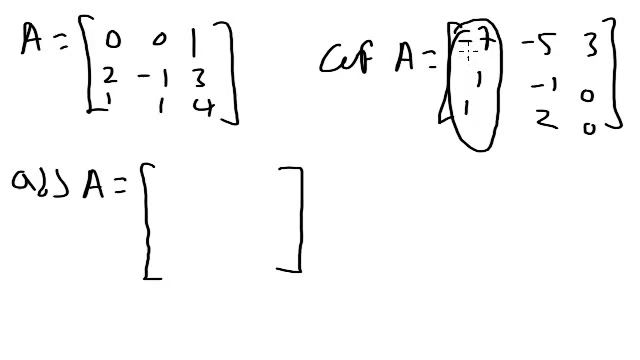 A = [ 0 0 1 cof A = [ -7 -5 3
2 -1 3 1 -1 0
1 1 4 ] 1 2 0 ]
adj A = [ ]